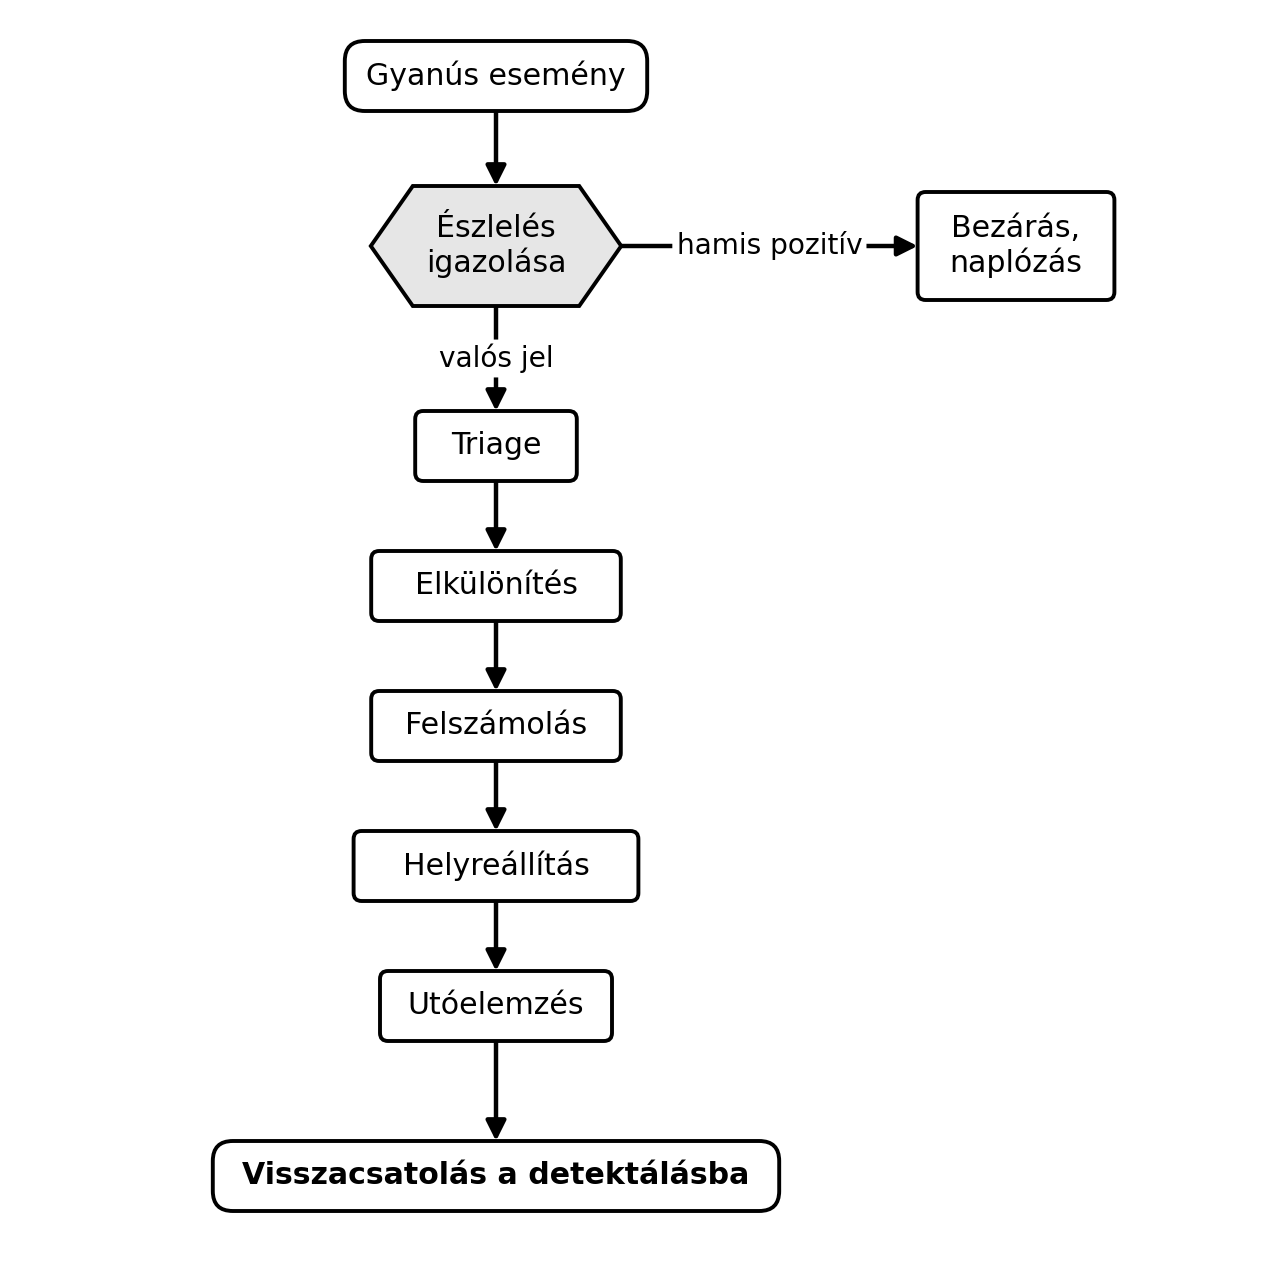 Gyanús esemény
Észlelés
igazolása
hamis pozitív
Bezárás,
naplózás
valós jel
Triage
Elkülönítés
Felszámolás
Helyreállítás
Utóelemzés
Visszacsatolás a detektálásba